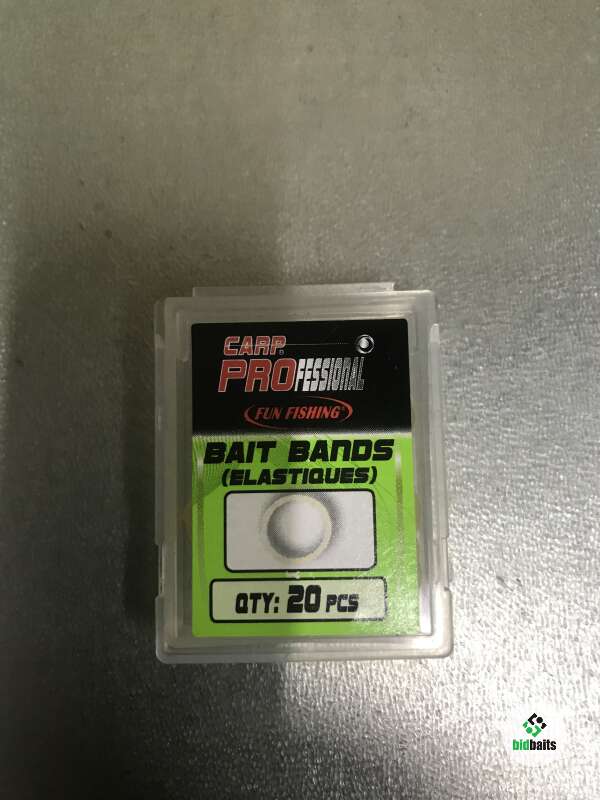 CARP
PROFESSIONAL
FUN FISHING®
BAIT BANDS
(ELASTIQUES)
QTY: 20 PCS
bidbaits